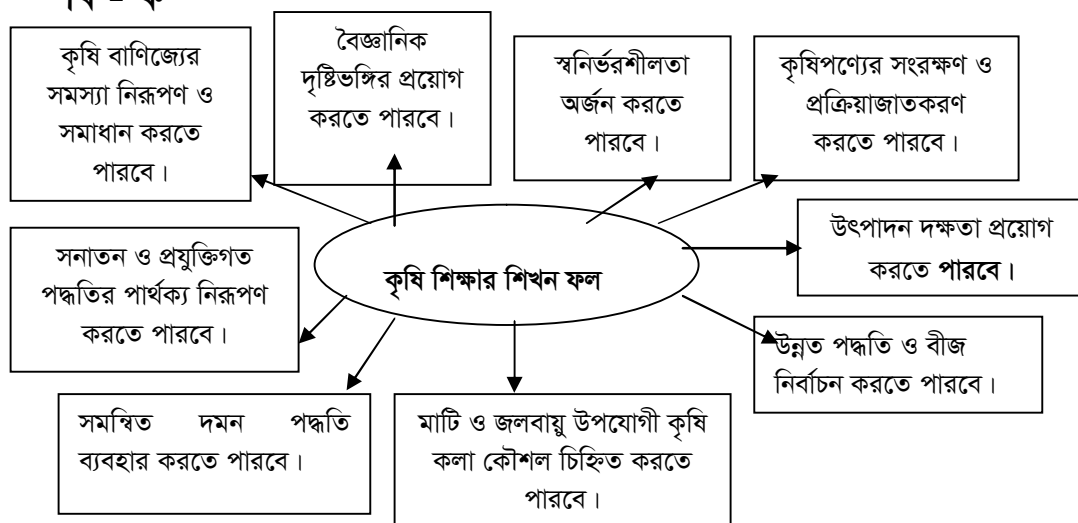 কৃষি বাণিজ্যের
সমস্যা নিরূপণ ও
সমাধান করতে
পারবে।
বৈজ্ঞানিক
দৃষ্টিভঙ্গির প্রয়োগ
করতে পারবে।
স্বনির্ভরশীলতা
অর্জন করতে
পারবে।
কৃষিপণ্যের সংরক্ষণ ও
প্রক্রিয়াজাতকরণ
করতে পারবে।
সনাতন ও প্রযুক্তিগত
পদ্ধতির পার্থক্য নিরূপণ
করতে পারবে।
কৃষি শিক্ষার শিখন ফল
উৎপাদন দক্ষতা প্রয়োগ
করতে পারবে।
উন্নত পদ্ধতি ও বীজ
নির্বাচন করতে পারবে।
সমন্বিত দমন পদ্ধতি
ব্যবহার করতে পারবে।
মাটি ও জলবায়ু উপযোগী কৃষি
কলা কৌশল চিহ্নিত করতে
পারবে।